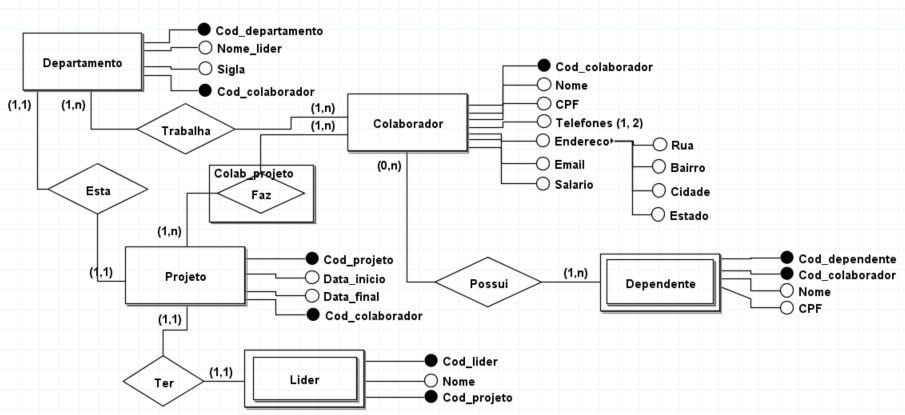 Departamento
Cod_departamento
Nome_lider
Sigla
Cod_colaborador
(1,1)
(1,n)
Trabalha
(1,n)
(1,n)
Colaborador
Cod_colaborador
Nome
CPF
Telefones (1, 2)
Endereco
Rua
Bairro
Cidade
Estado
Email
Salario
(0,n)
Esta
Colab_projeto
Faz
(1,n)
(1,1)
Projeto
Cod_projeto
Data_inicio
Data_final
Cod_colaborador
(1,1)
Possui
(1,n)
Dependente
Cod_dependente
Cod_colaborador
Nome
CPF
Ter
(1,1)
Lider
Cod_lider
Nome
Cod_projeto